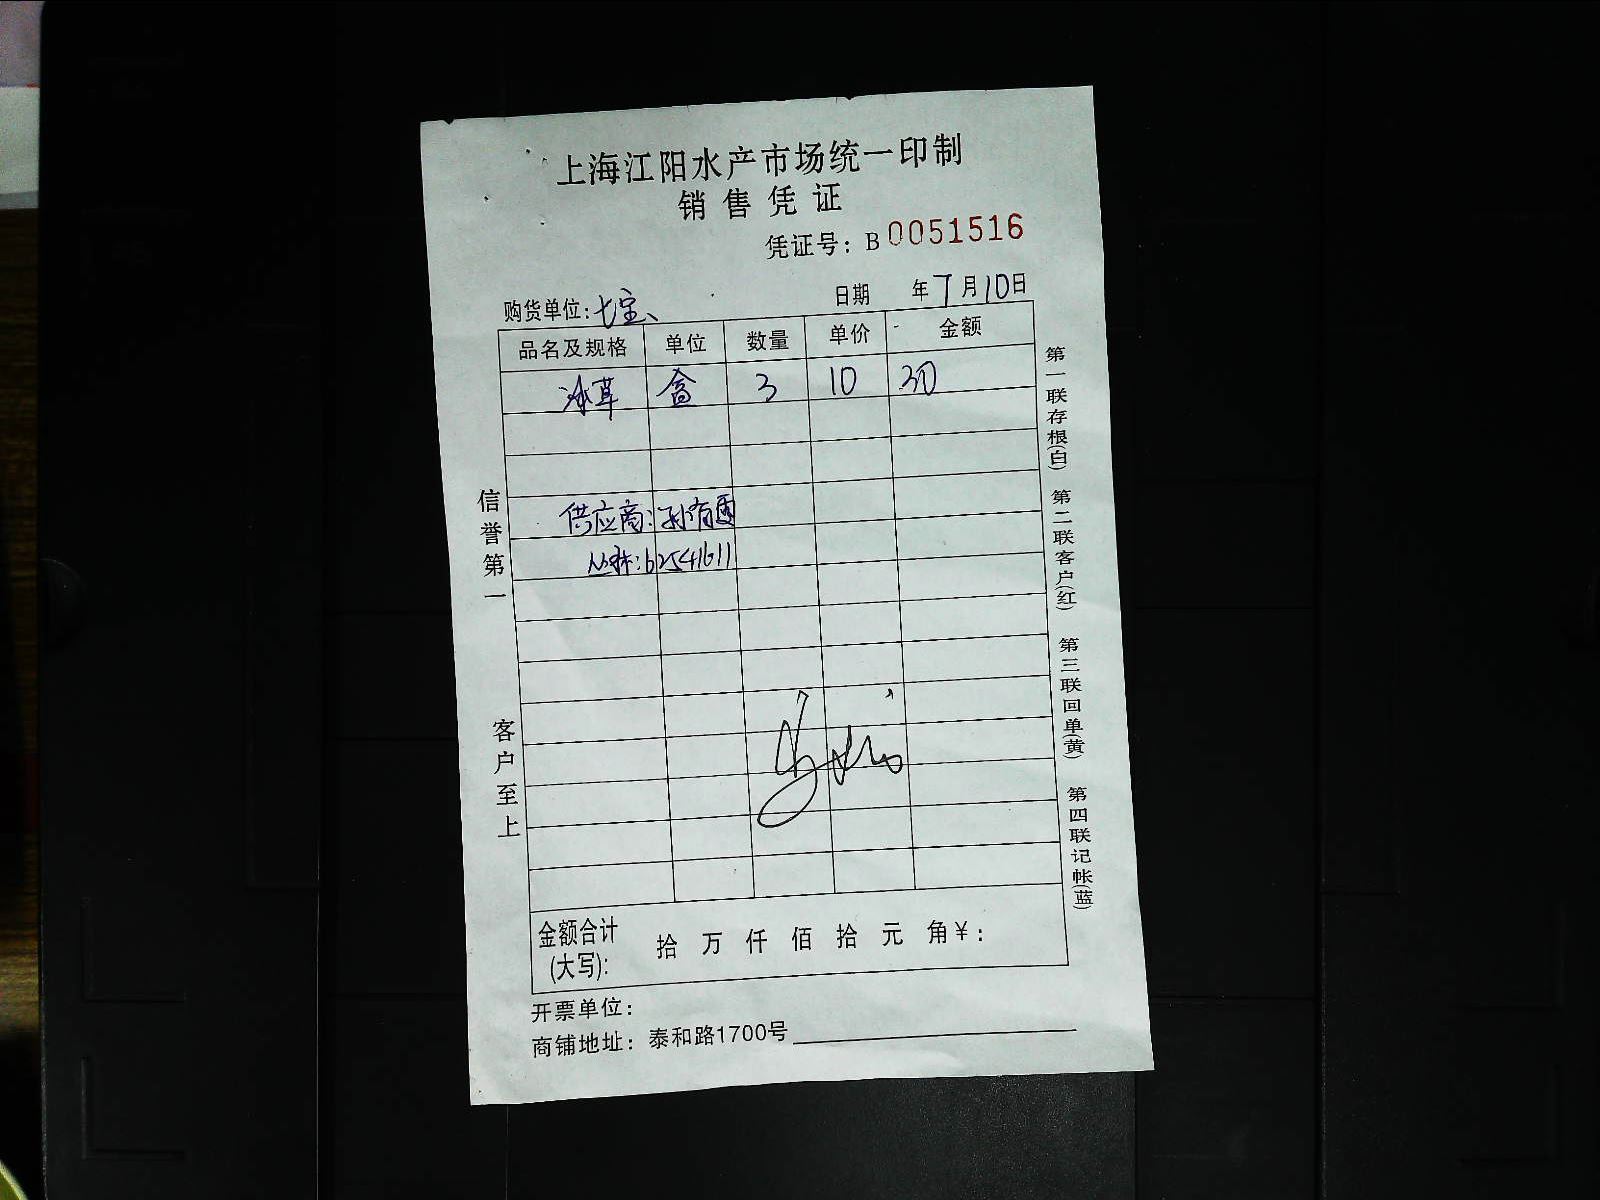 上海江阳水产市场统一印制
销售凭证
凭证号：B 0051516
购货单位：七宝 日期 年7月10日
品名及规格 单位 数量 单价 金额
冰草 盒 3 10 30
供应商：孙有
: 62541611
信誉第一
客户至上
第一联存根(白) 第二联客户(红) 第三联回单(黄) 第四联记帐(蓝)
金额合计(大写)： 拾 万 仟 佰 拾 元 角 ¥：
开票单位：
商铺地址：泰和路1700号